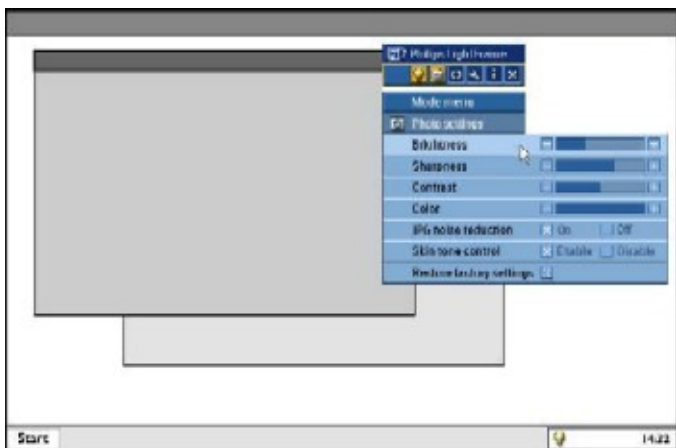 Philips LightFrame
Mode menu
Photo settings
Brightness
Sharpness
Contrast
Color
JPG noise reduction On Off
Skin tone control Enable Disable
Restore factory settings
Start 14:22